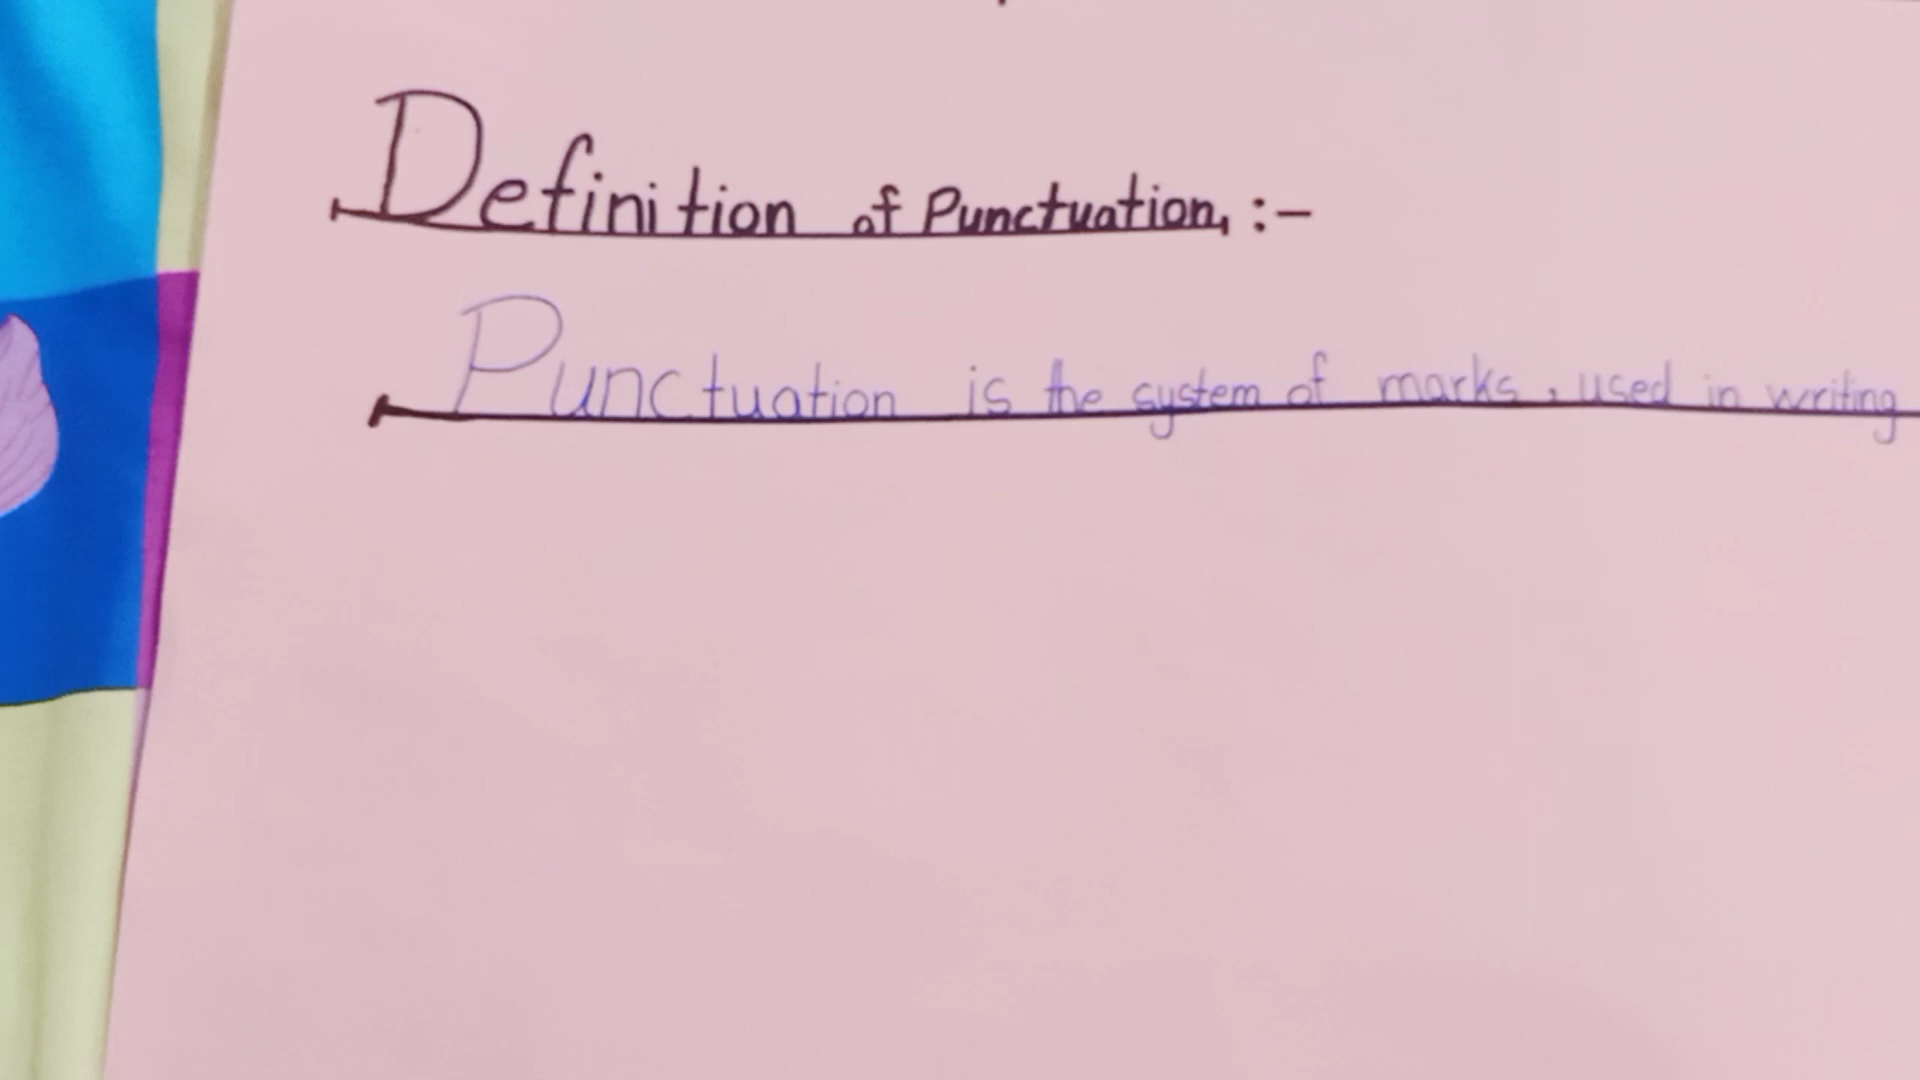 Definition of Punctuation, :-
Punctuation is the system of marks , used in writing